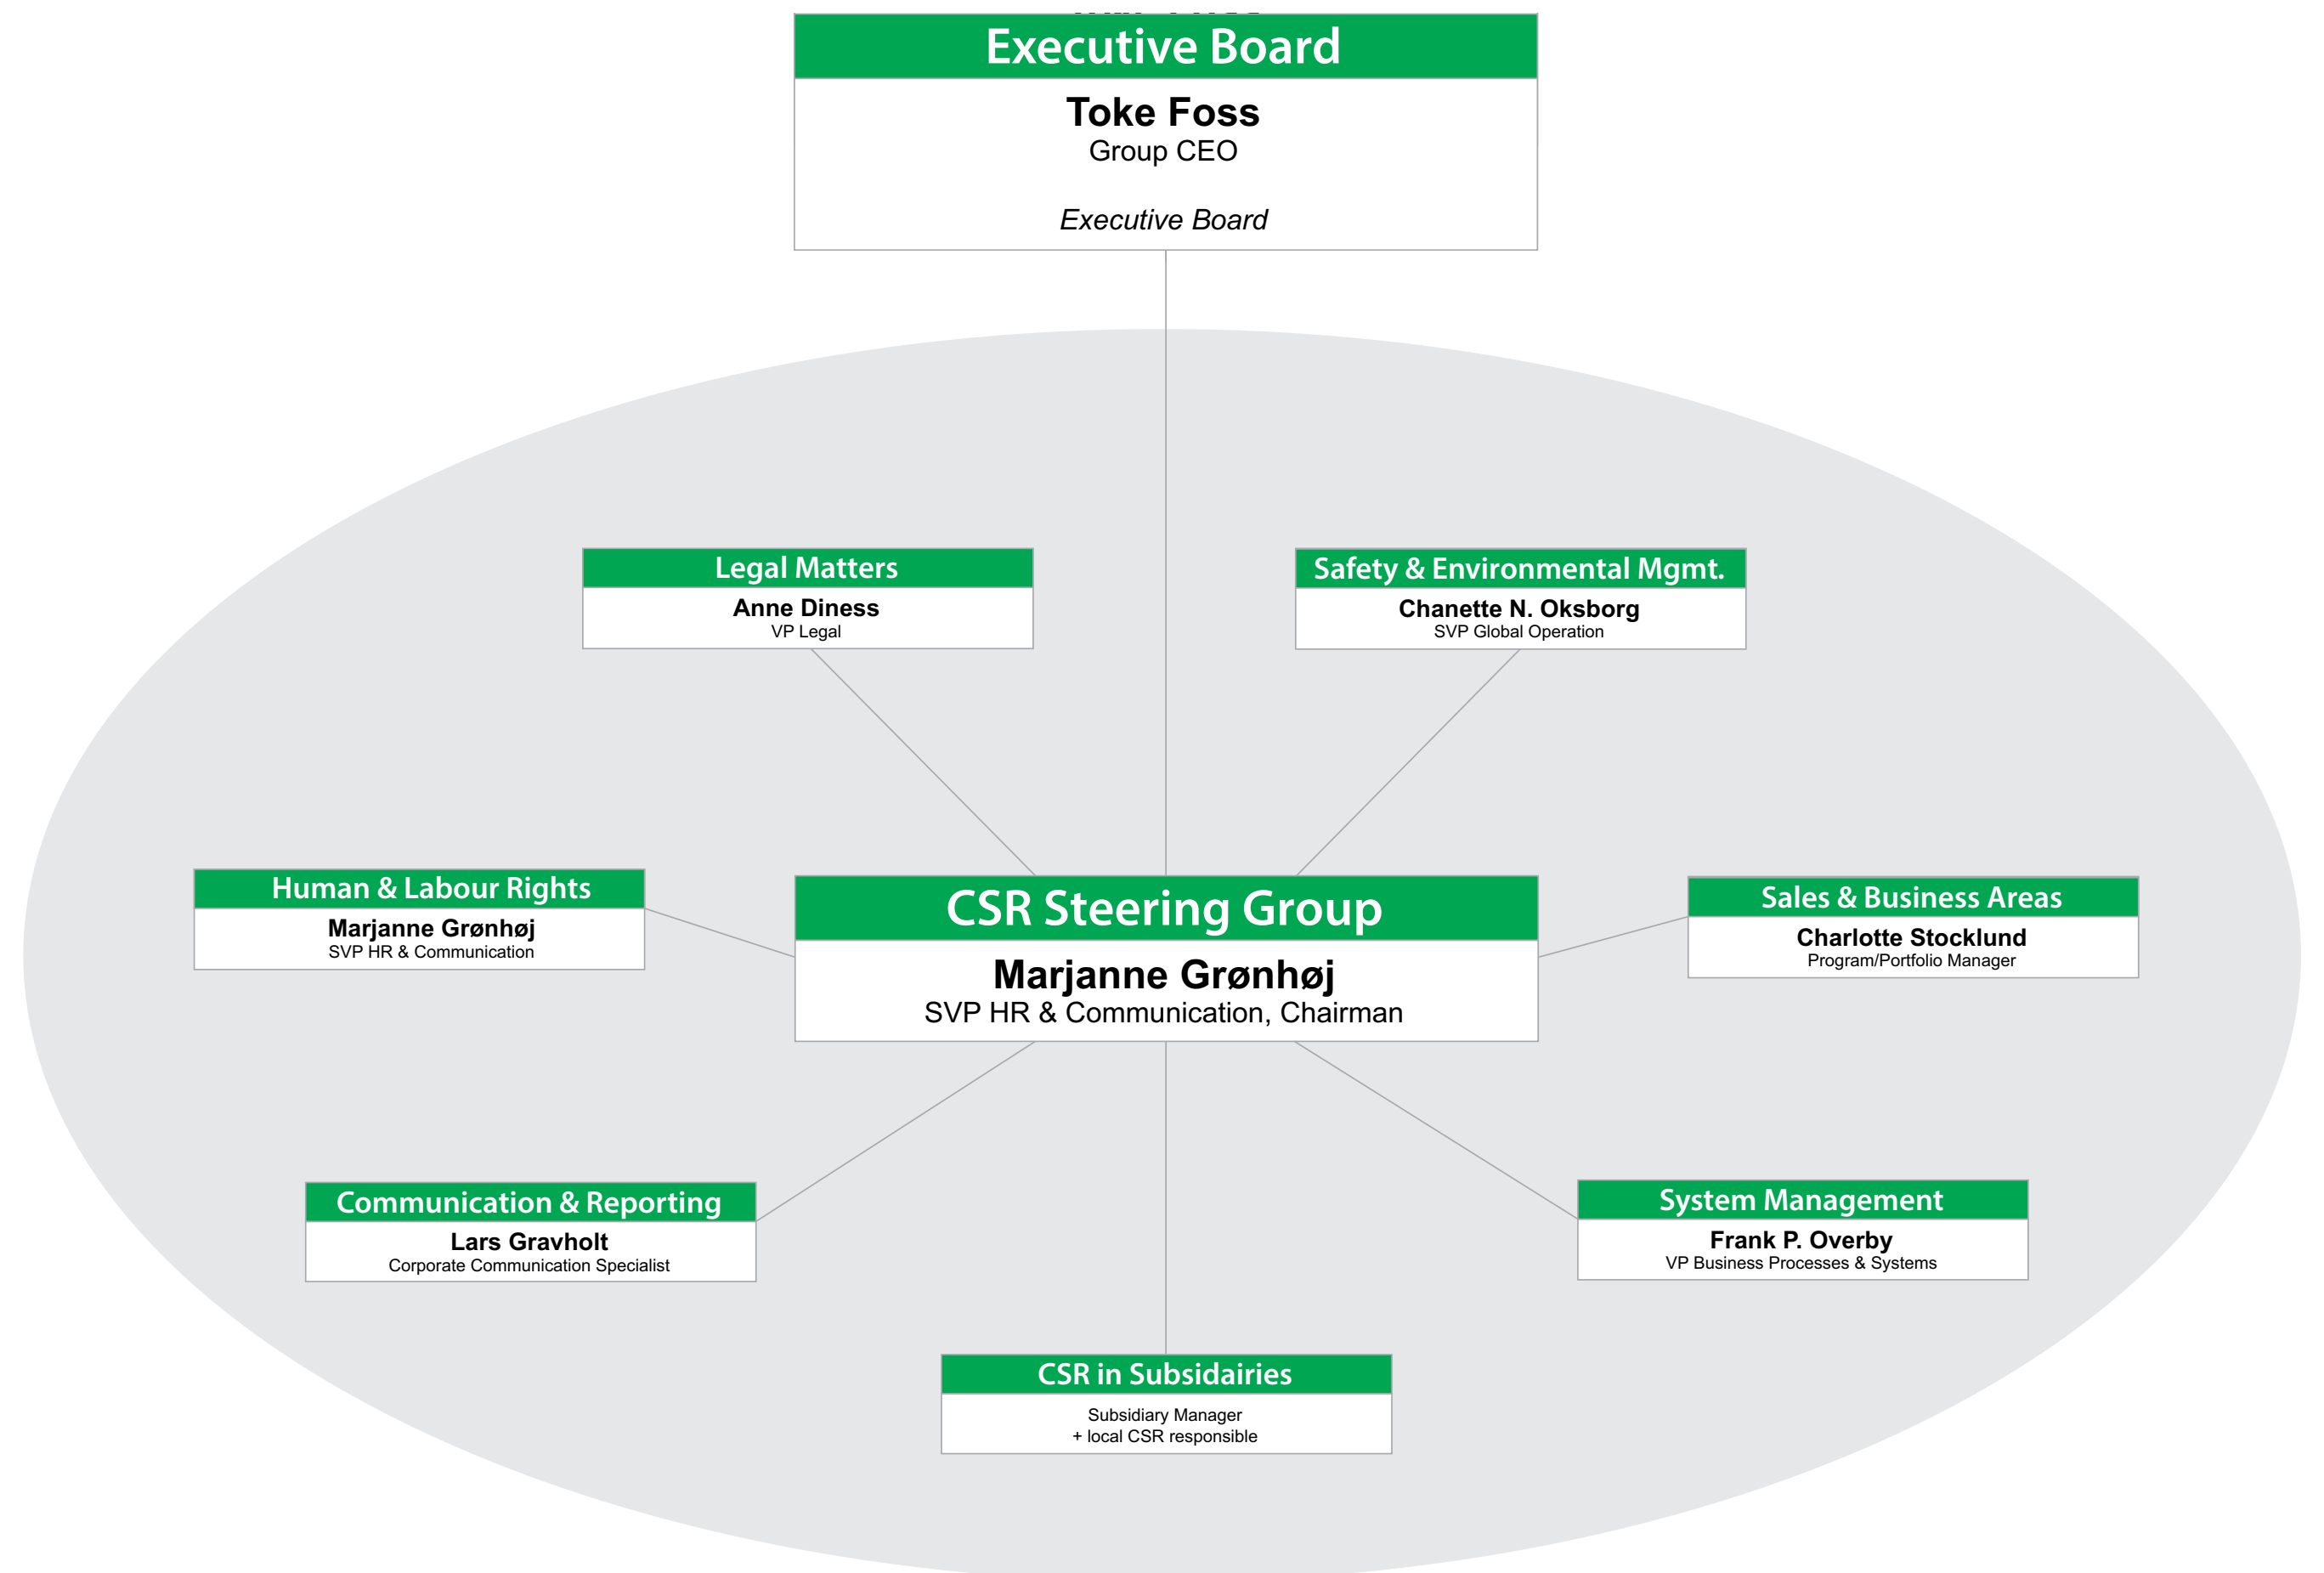 Executive Board
Toke Foss
Group CEO
Executive Board
Legal Matters
Anne Diness
VP Legal
Safety & Environmental Mgmt.
Chanette N. Oksborg
SVP Global Operation
Human & Labour Rights
Marjanne Grønhøj
SVP HR & Communication
CSR Steering Group
Marjanne Grønhøj
SVP HR & Communication, Chairman
Sales & Business Areas
Charlotte Stocklund
Program/Portfolio Manager
Communication & Reporting
Lars Gravholt
Corporate Communication Specialist
System Management
Frank P. Overby
VP Business Processes & Systems
CSR in Subsidairies
Subsidiary Manager
+ local CSR responsible